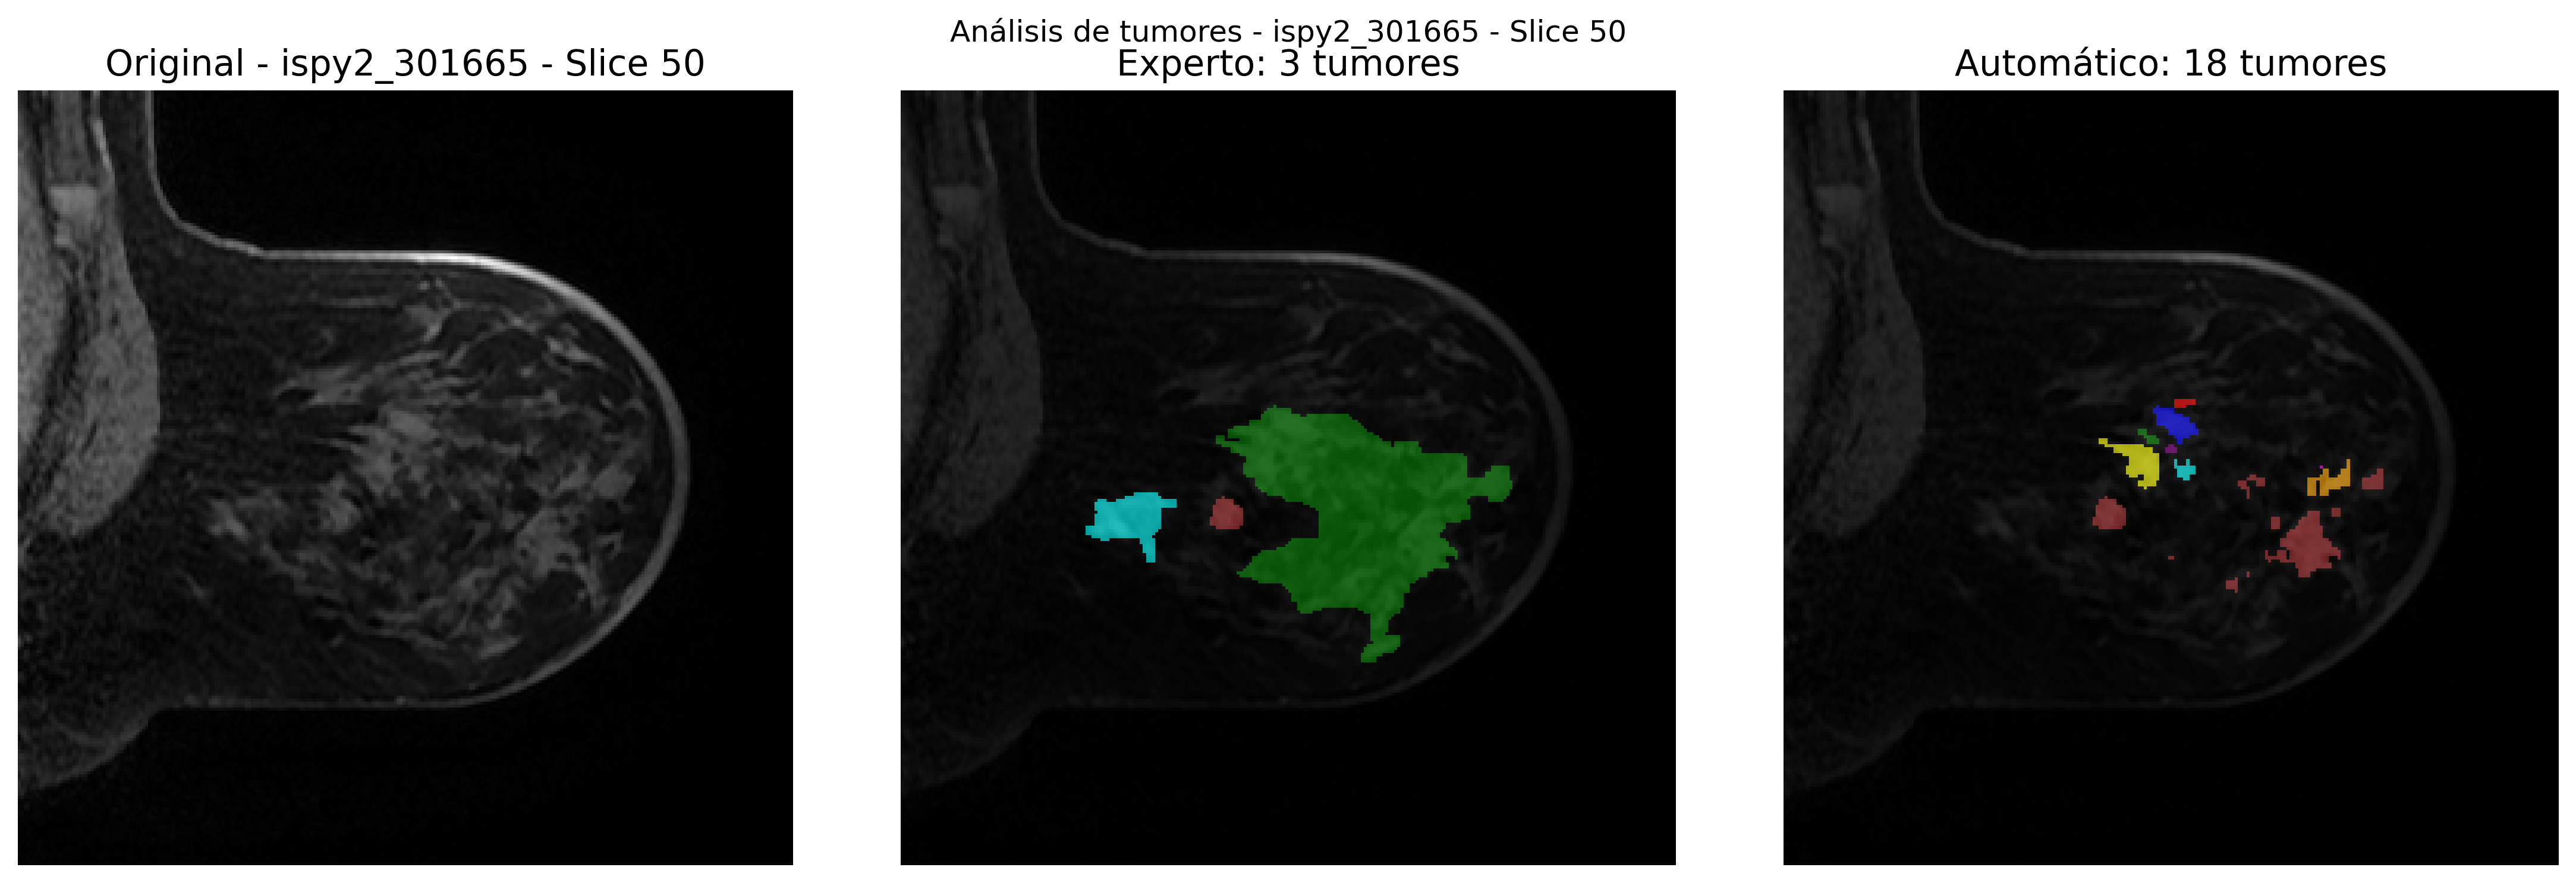 Análisis de tumores - ispy2_301665 - Slice 50
Original - ispy2_301665 - Slice 50
Experto: 3 tumores
Automático: 18 tumores